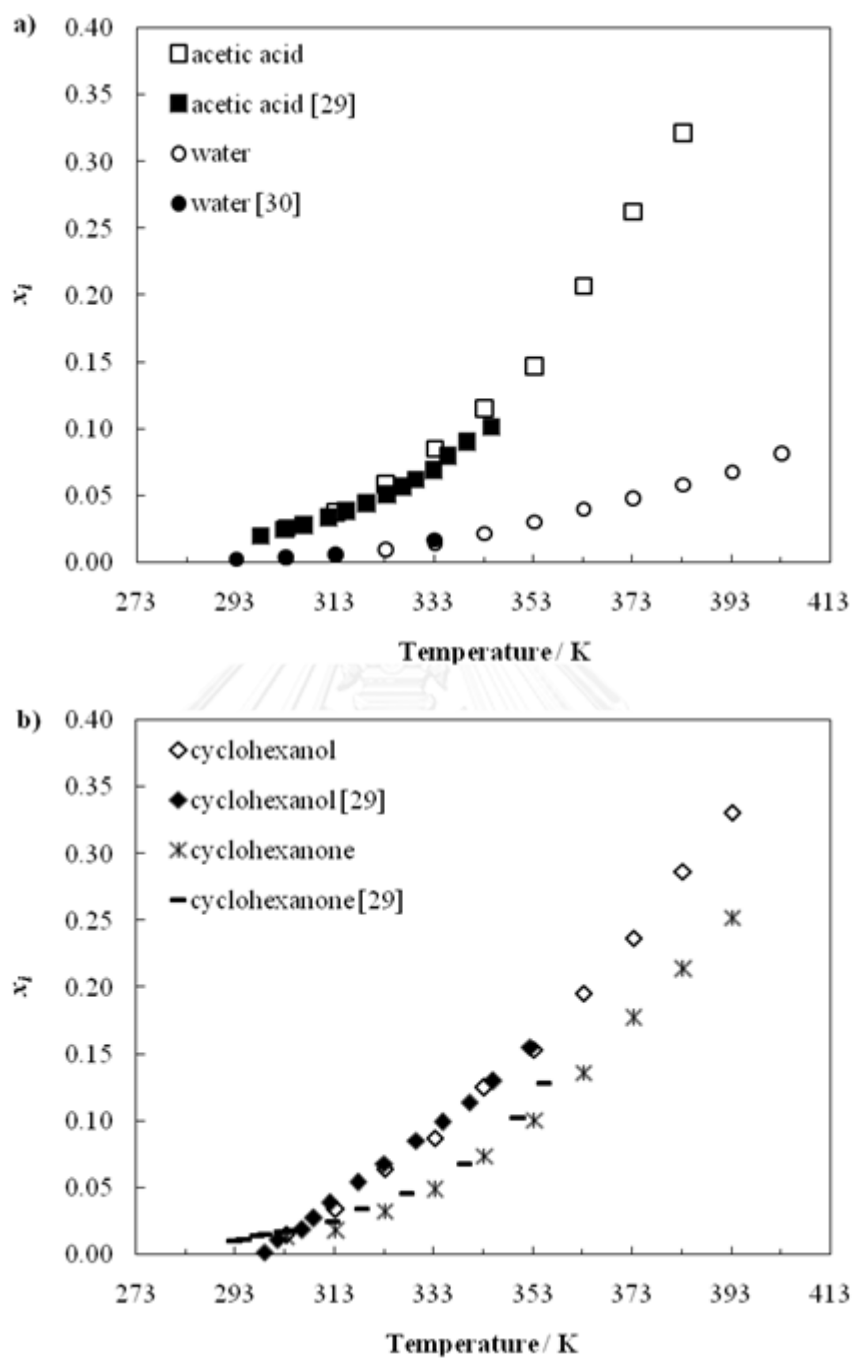 a)
0.40
0.35
0.30
0.25
0.20
0.15
0.10
0.05
0.00
x_i
acetic acid
acetic acid [29]
water
water [30]
273 293 313 333 353 373 393 413
Temperature / K
b)
0.40
0.35
0.30
0.25
0.20
0.15
0.10
0.05
0.00
x_i
cyclohexanol
cyclohexanol [29]
cyclohexanone
cyclohexanone [29]
273 293 313 333 353 373 393 413
Temperature / K